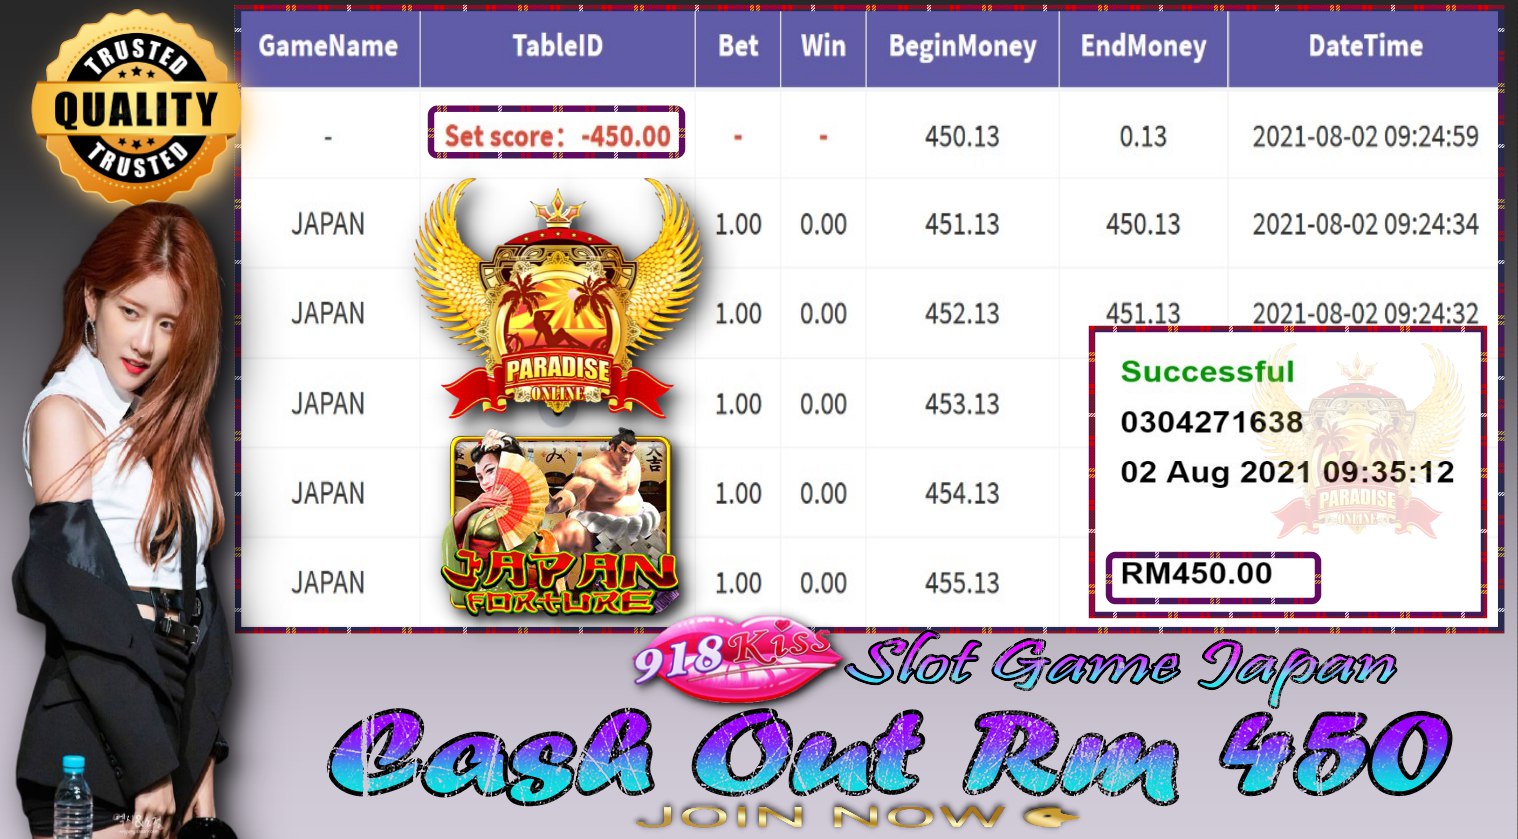 TRUSTED
QUALITY
TRUSTED
GameName TableID Bet Win BeginMoney EndMoney DateTime
- Set score： -450.00 - - 450.13 0.13 2021-08-02 09:24:59
JAPAN 1.00 0.00 451.13 450.13 2021-08-02 09:24:34
JAPAN 1.00 0.00 452.13 451.13 2021-08-02 09:24:32
JAPAN 1.00 0.00 453.13
JAPAN 1.00 0.00 454.13
JAPAN 1.00 0.00 455.13
PARADISE
ONLINE
大
吉
JAPAN
FORTURE
Successful
0304271638
02 Aug 2021 09:35:12
PARADISE
ONLINE
RM450.00
918Kiss Slot Game Japan
Cash Out Rm 450
JOIN NOW